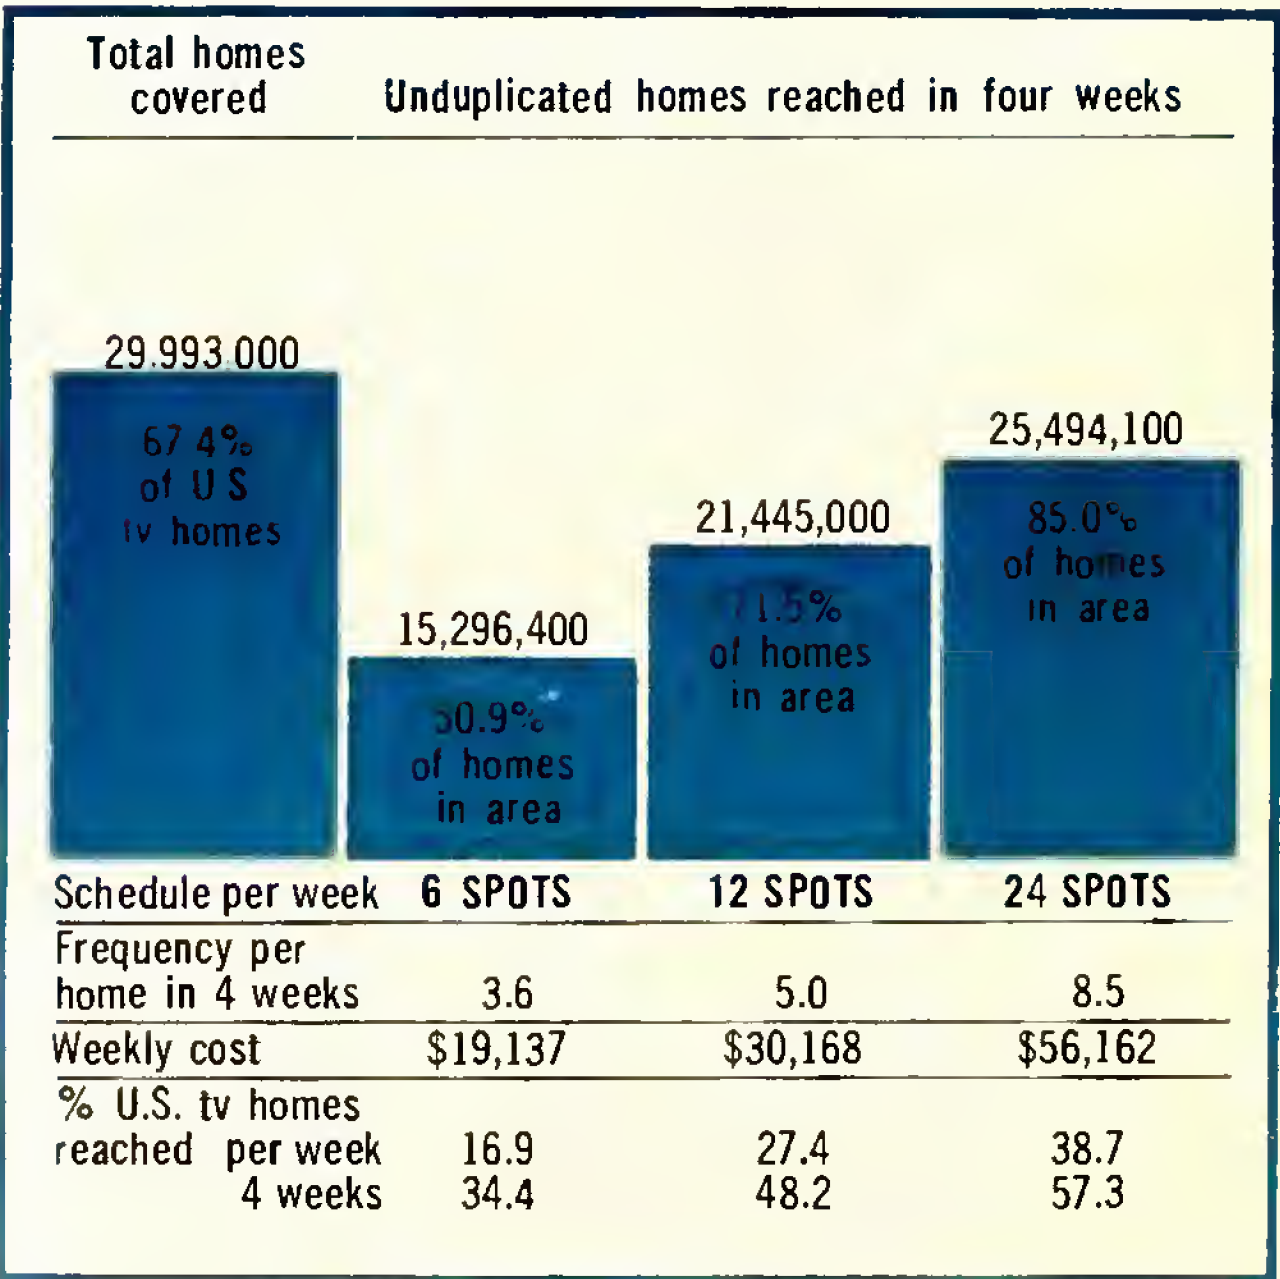 Total homes
covered
Unduplicated homes reached in four weeks
29.993.000
67.4%
of U S
tv homes
15,296,400
50.9%
of homes
in area
21,445,000
71.5%
of homes
in area
25,494,100
85.0%
of homes
in area
Schedule per week 6 SPOTS 12 SPOTS 24 SPOTS
Frequency per
home in 4 weeks 3.6 5.0 8.5
Weekly cost $19,137 $30,168 $56,162
% U.S. tv homes
reached per week 16.9 27.4 38.7
4 weeks 34.4 48.2 57.3